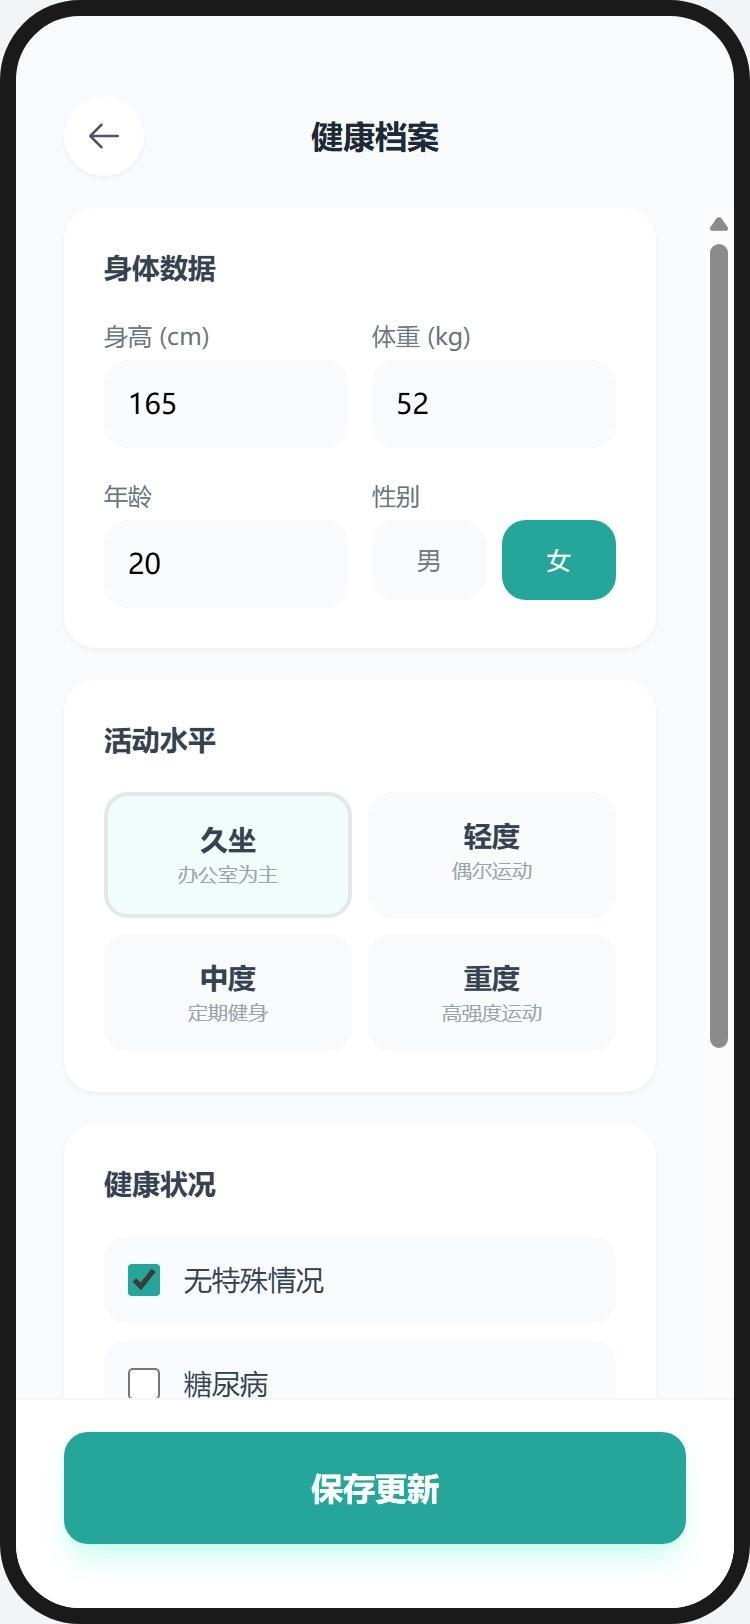 健康档案
身体数据
身高 (cm)
体重 (kg)
165
52
年龄
性别
20
男
女
活动水平
久坐
办公室为主
轻度
偶尔运动
中度
定期健身
重度
高强度运动
健康状况
无特殊情况
糖尿病
保存更新